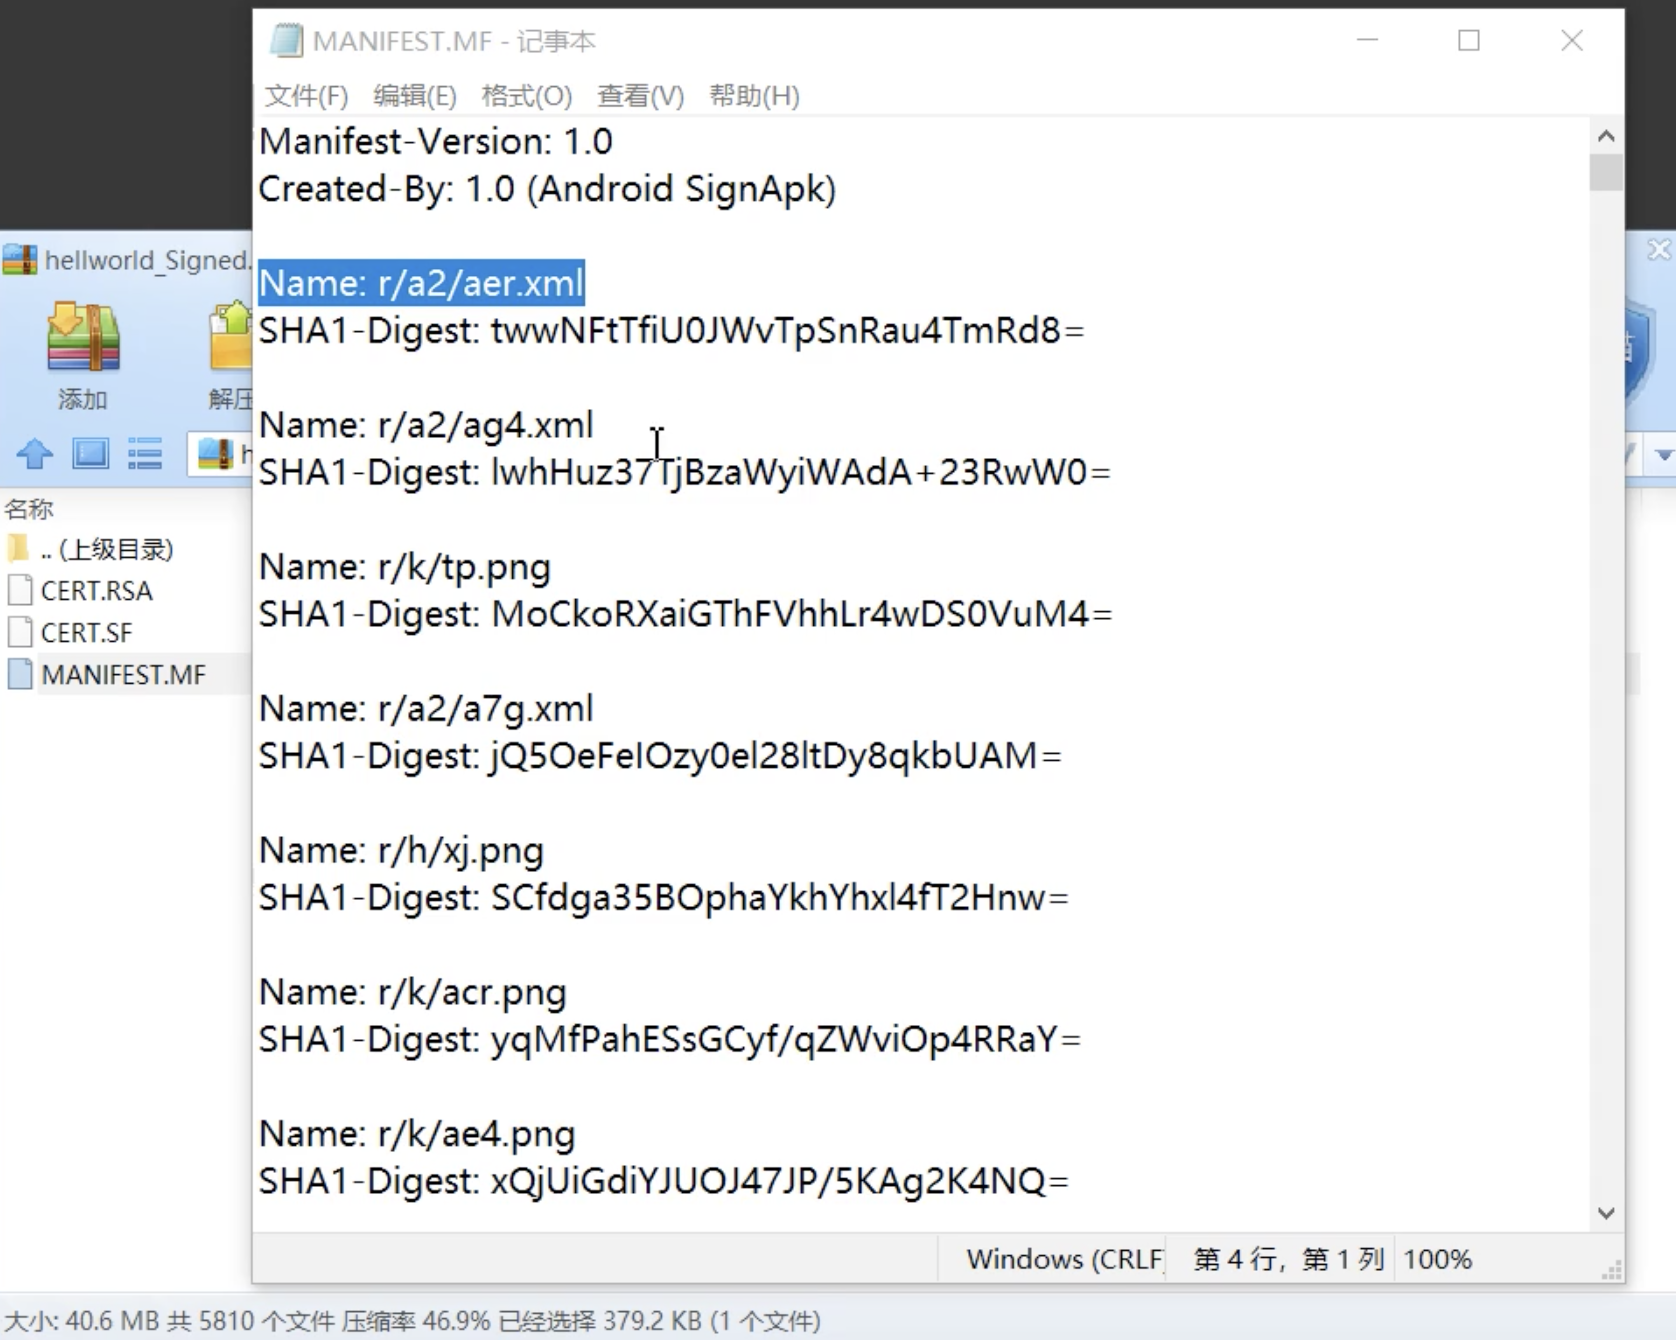 MANIFEST.MF - 记事本
文件(F) 编辑(E) 格式(O) 查看(V) 帮助(H)
Manifest-Version: 1.0
Created-By: 1.0 (Android SignApk)
Name: r/a2/aer.xml
SHA1-Digest: twwNFtTfiU0JWvTpSnRau4TmRd8=
Name: r/a2/ag4.xml
SHA1-Digest: lwhHuz37TjBzaWyiWAdA+23RwW0=
Name: r/k/tp.png
SHA1-Digest: MoCkoRXaiGThFVhhLr4wDS0VuM4=
Name: r/a2/a7g.xml
SHA1-Digest: jQ5OeFeIOzy0el28ltDy8qkbUAM=
Name: r/h/xj.png
SHA1-Digest: SCfdga35BOphaYkhYhxl4fT2Hnw=
Name: r/k/acr.png
SHA1-Digest: yqMfPahESsGCyf/qZWviOp4RRaY=
Name: r/k/ae4.png
SHA1-Digest: xQjUiGdiYJUOJ47JP/5KAg2K4NQ=
Windows (CRLF) 第 4 行，第 1 列 100%
hellworld_Signed.
添加 解压
h
名称
.. (上级目录)
CERT.RSA
CERT.SF
MANIFEST.MF
大小: 40.6 MB 共 5810 个文件 压缩率 46.9% 已经选择 379.2 KB (1 个文件)